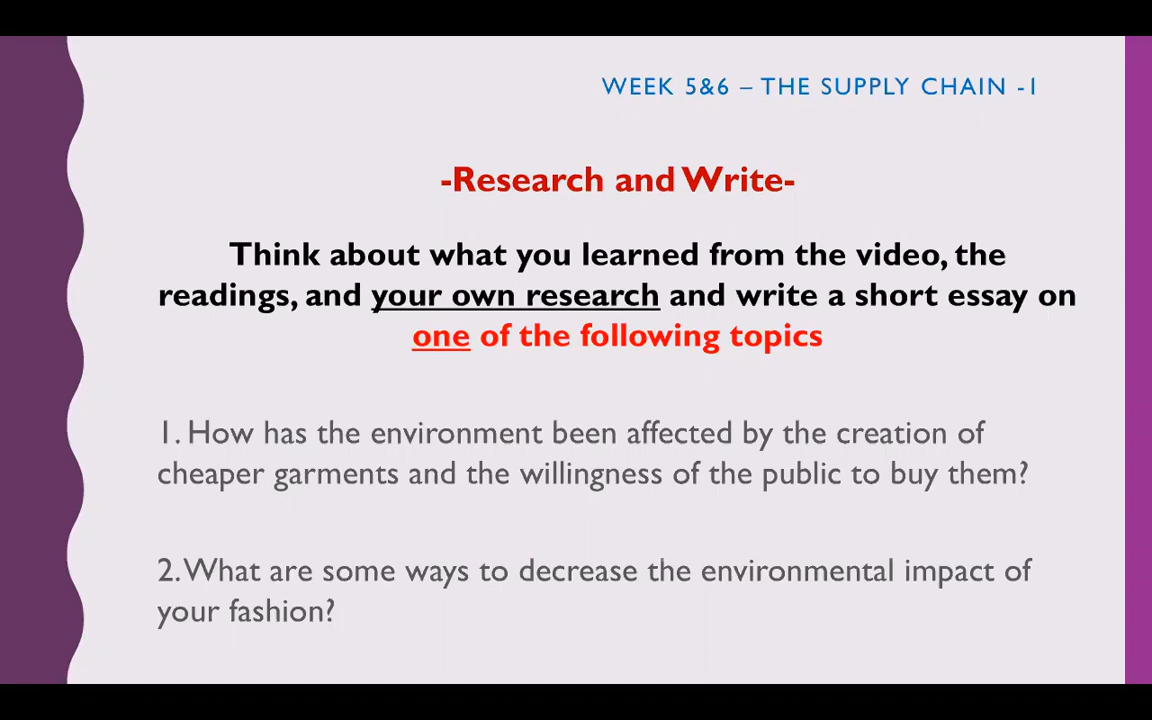 WEEK 5&6 – THE SUPPLY CHAIN -1
-Research and Write-
Think about what you learned from the video, the
readings, and your own research and write a short essay on
one of the following topics
1. How has the environment been affected by the creation of
cheaper garments and the willingness of the public to buy them?
2. What are some ways to decrease the environmental impact of
your fashion?